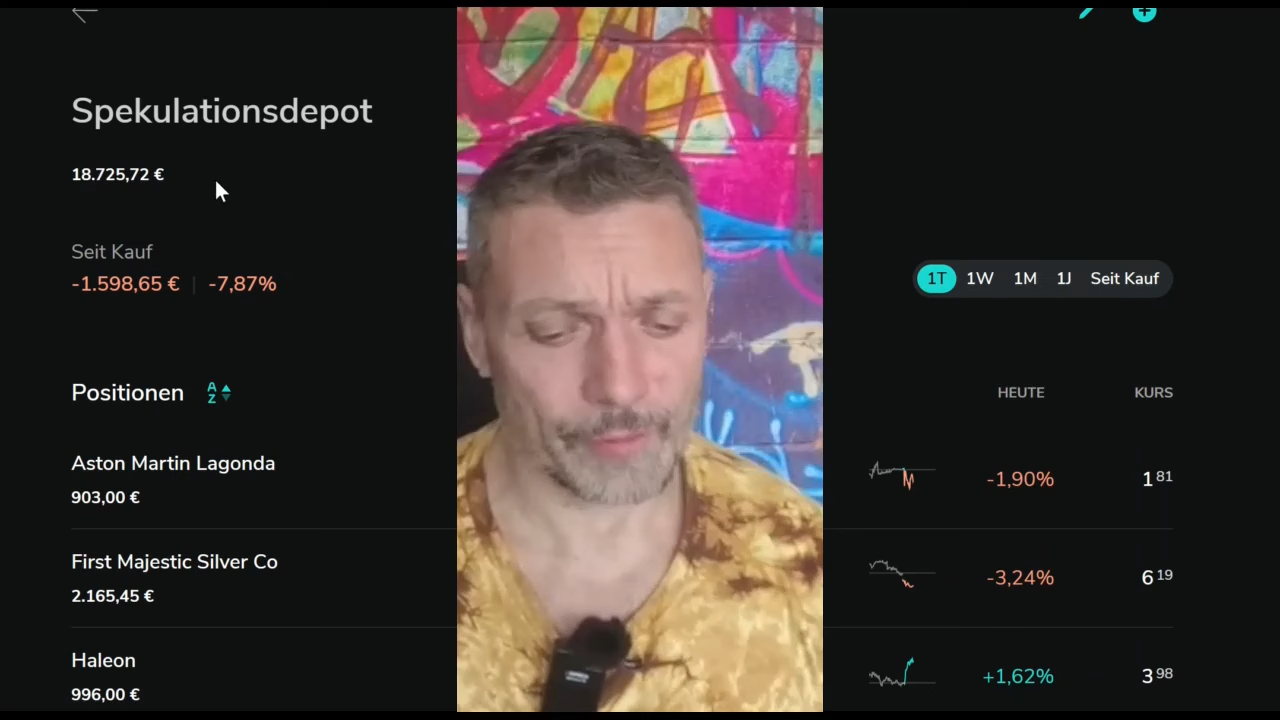 Spekulationsdepot
18.725,72 €
Seit Kauf
-1.598,65 € | -7,87%
1T 1W 1M 1J Seit Kauf
Positionen A Z
HEUTE KURS
Aston Martin Lagonda
903,00 €
-1,90% 1 81
First Majestic Silver Co
2.165,45 €
-3,24% 6 19
Haleon
996,00 €
+1,62% 3 98